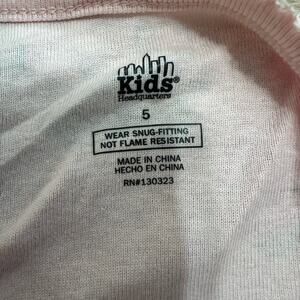 Kids®
Headquarters
5
WEAR SNUG-FITTING
NOT FLAME RESISTANT
MADE IN CHINA
HECHO EN CHINA
RN#130323